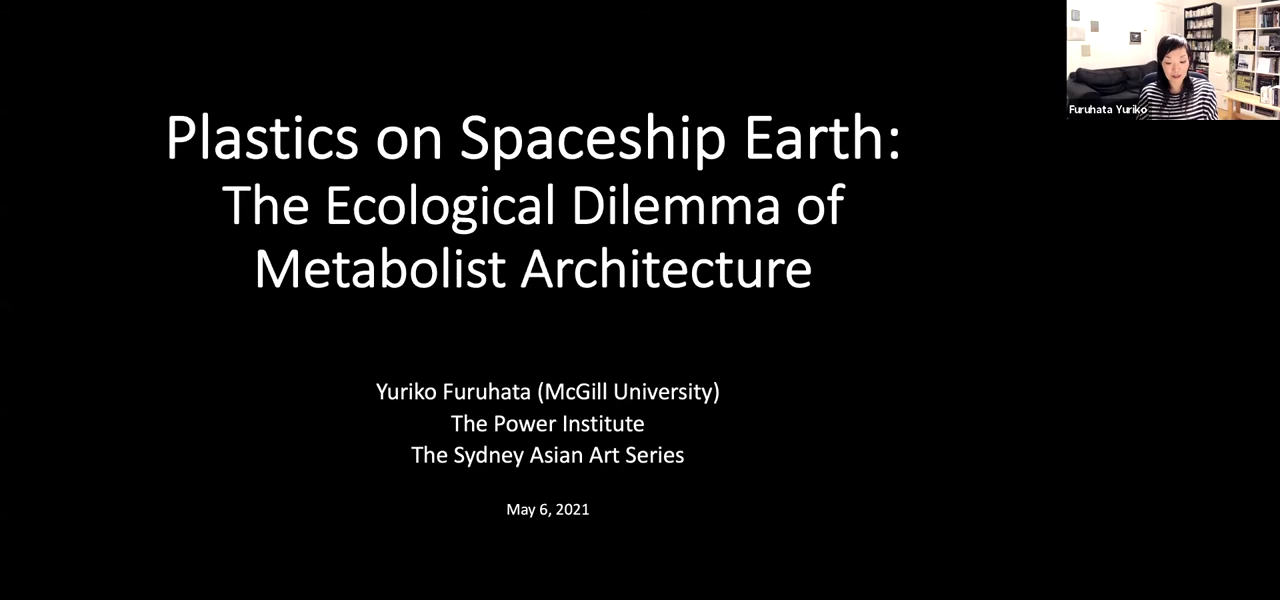 Plastics on Spaceship Earth:
The Ecological Dilemma of
Metabolist Architecture
Yuriko Furuhata (McGill University)
The Power Institute
The Sydney Asian Art Series
May 6, 2021
Furuhata Yuriko